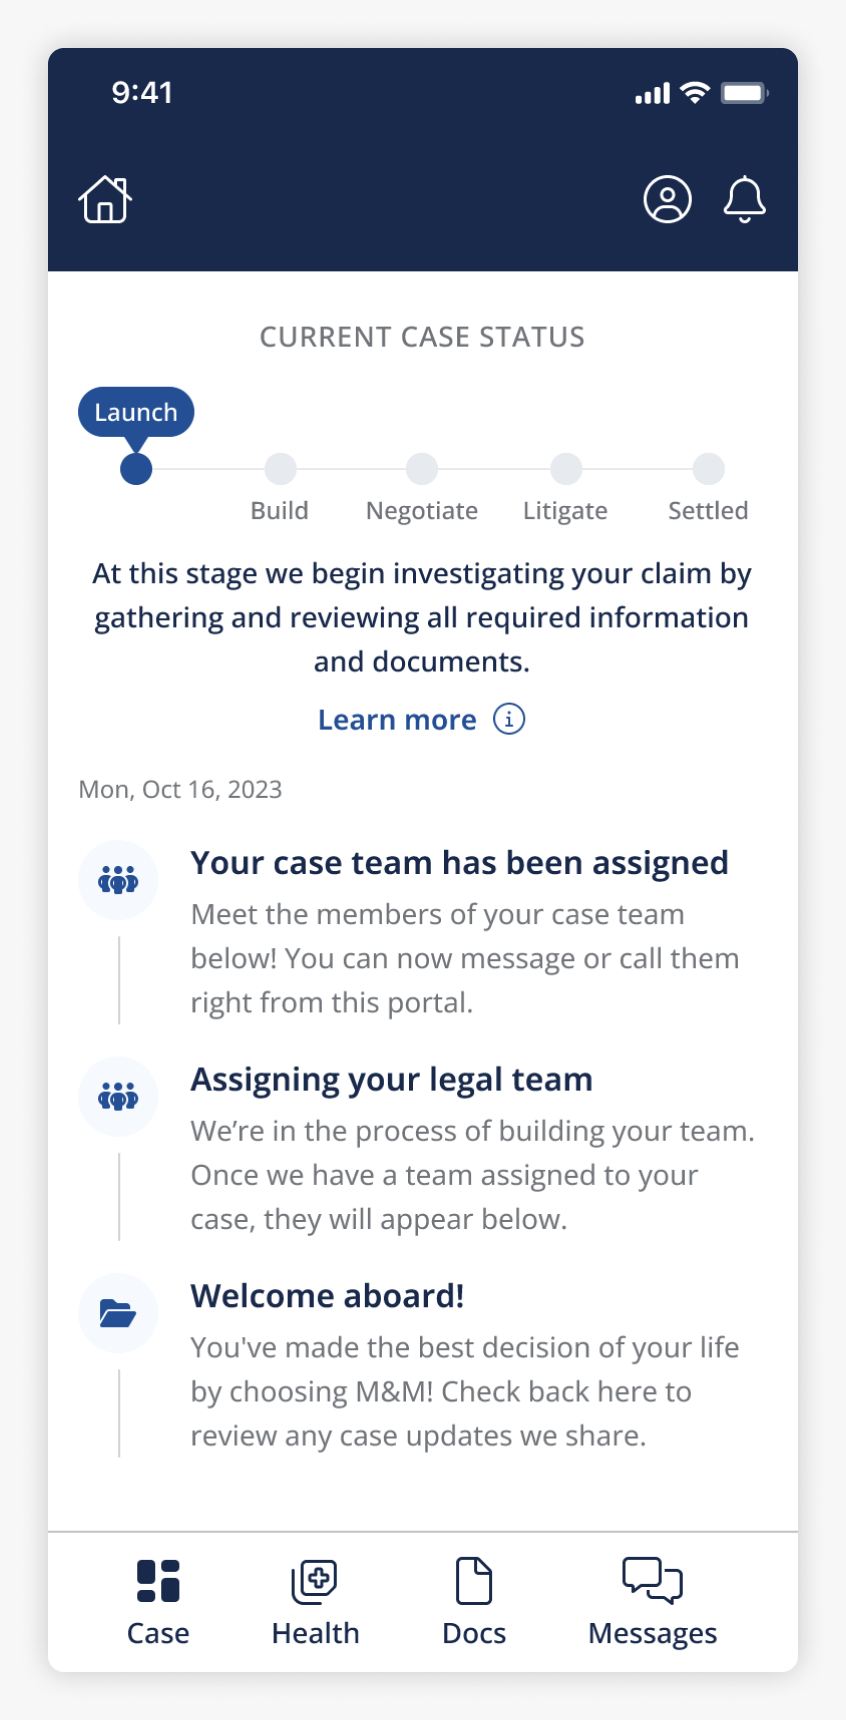 9:41
CURRENT CASE STATUS
Launch
Build Negotiate Litigate Settled
At this stage we begin investigating your claim by
gathering and reviewing all required information
and documents.
Learn more
Mon, Oct 16, 2023
Your case team has been assigned
Meet the members of your case team
below! You can now message or call them
right from this portal.
Assigning your legal team
We’re in the process of building your team.
Once we have a team assigned to your
case, they will appear below.
Welcome aboard!
You've made the best decision of your life
by choosing M&M! Check back here to
review any case updates we share.
Case Health Docs Messages